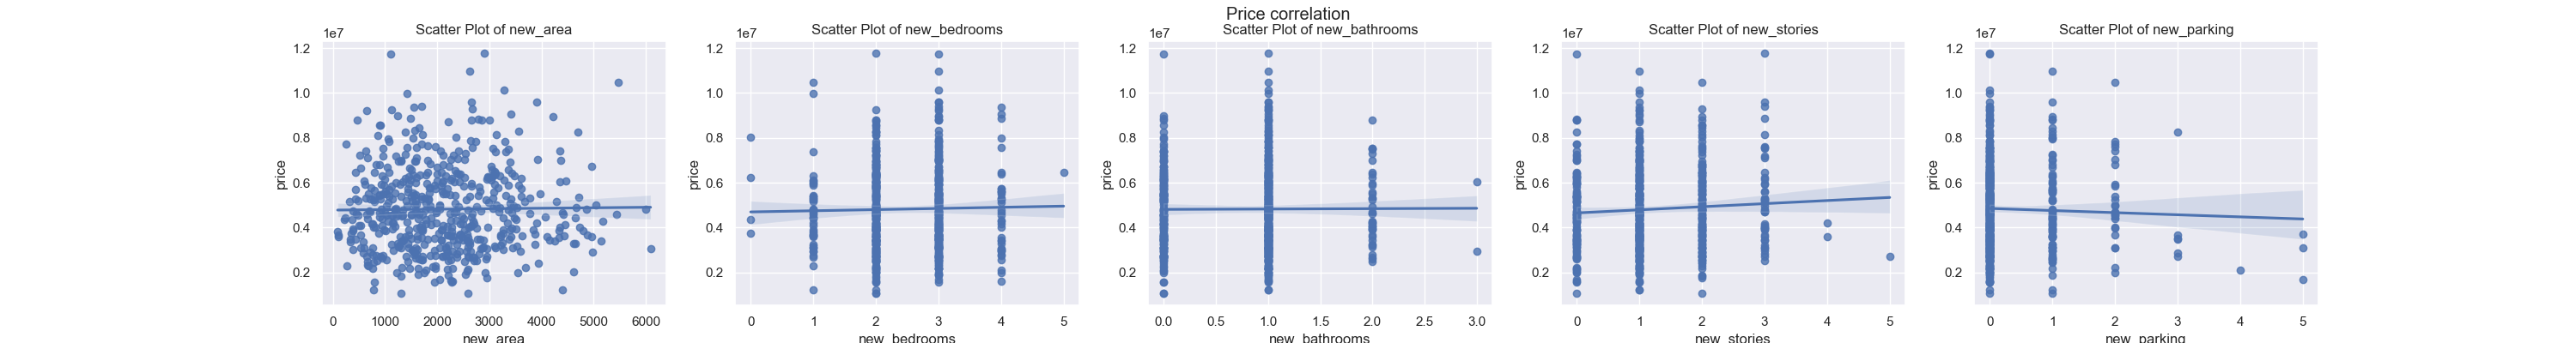 Price correlation
Scatter Plot of new_area
1e7
1.2
1.0
0.8
0.6
0.4
0.2
price
0 1000 2000 3000 4000 5000 6000
new_area
Scatter Plot of new_bedrooms
1e7
1.2
1.0
0.8
0.6
0.4
0.2
price
0 1 2 3 4 5
new_bedrooms
Scatter Plot of new_bathrooms
1e7
1.2
1.0
0.8
0.6
0.4
0.2
price
0.0 0.5 1.0 1.5 2.0 2.5 3.0
new_bathrooms
Scatter Plot of new_stories
1e7
1.2
1.0
0.8
0.6
0.4
0.2
price
0 1 2 3 4 5
new_stories
Scatter Plot of new_parking
1e7
1.2
1.0
0.8
0.6
0.4
0.2
price
0 1 2 3 4 5
new_parking